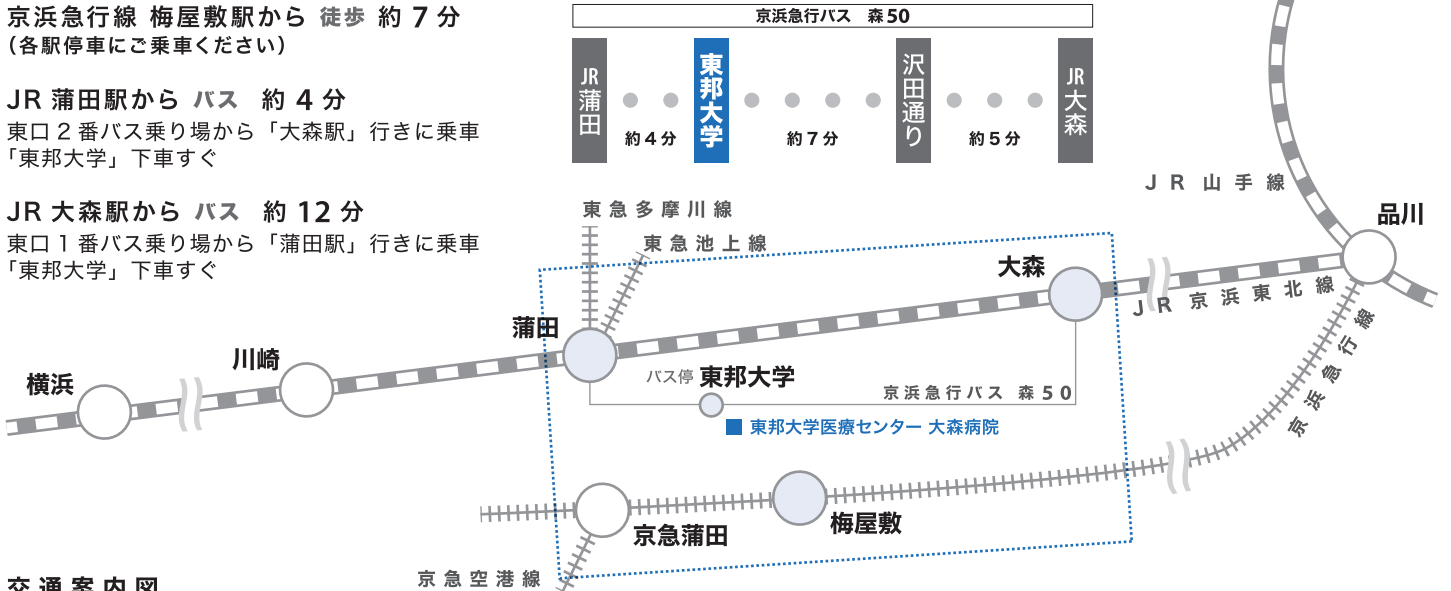 京浜急行線 梅屋敷駅から 徒歩 約 7 分
（各駅停車にご乗車ください）
JR 蒲田駅から バス 約 4 分
東口 2 番バス乗り場から「大森駅」行きに乗車
「東邦大学」下車すぐ
JR 大森駅から バス 約 12 分
東口 1 番バス乗り場から「蒲田駅」行きに乗車
「東邦大学」下車すぐ
京浜急行バス 森 50
JR 蒲田
東邦大学
沢田通り
JR 大森
約 4 分
約 7 分
約 5 分
JR 山手線
品川
東急多摩川線
東急池上線
大森
JR 京浜東北線
蒲田
川崎
横浜
バス停 東邦大学
京浜急行バス 森 50
東邦大学医療センター 大森病院
京浜急行線
京急蒲田
梅屋敷
京急空港線
交通案内図